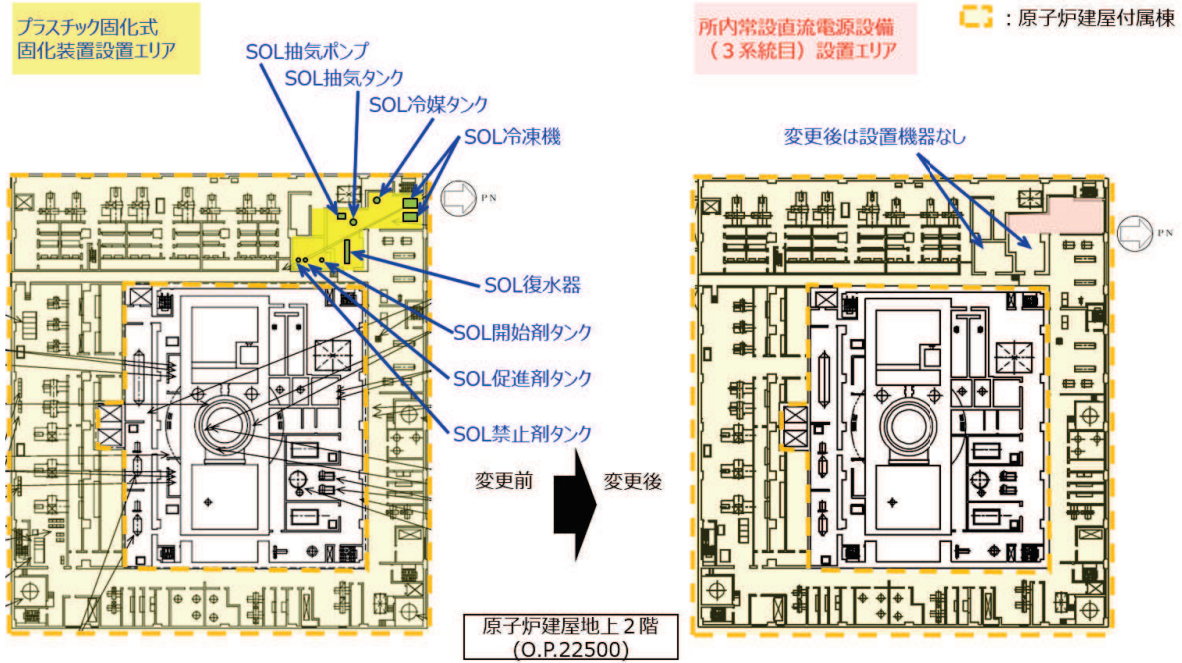 プラスチック固化式
固化装置設置エリア
SOL抽気ポンプ
SOL抽気タンク
SOL冷媒タンク
SOL冷凍機
PN
SOL復水器
SOL開始剤タンク
SOL促進剤タンク
SOL禁止剤タンク
変更前
変更後
所内常設直流電源設備
（３系統目）設置エリア
：原子炉建屋付属棟
変更後は設置機器なし
PN
原子炉建屋地上２階
(O.P.22500)